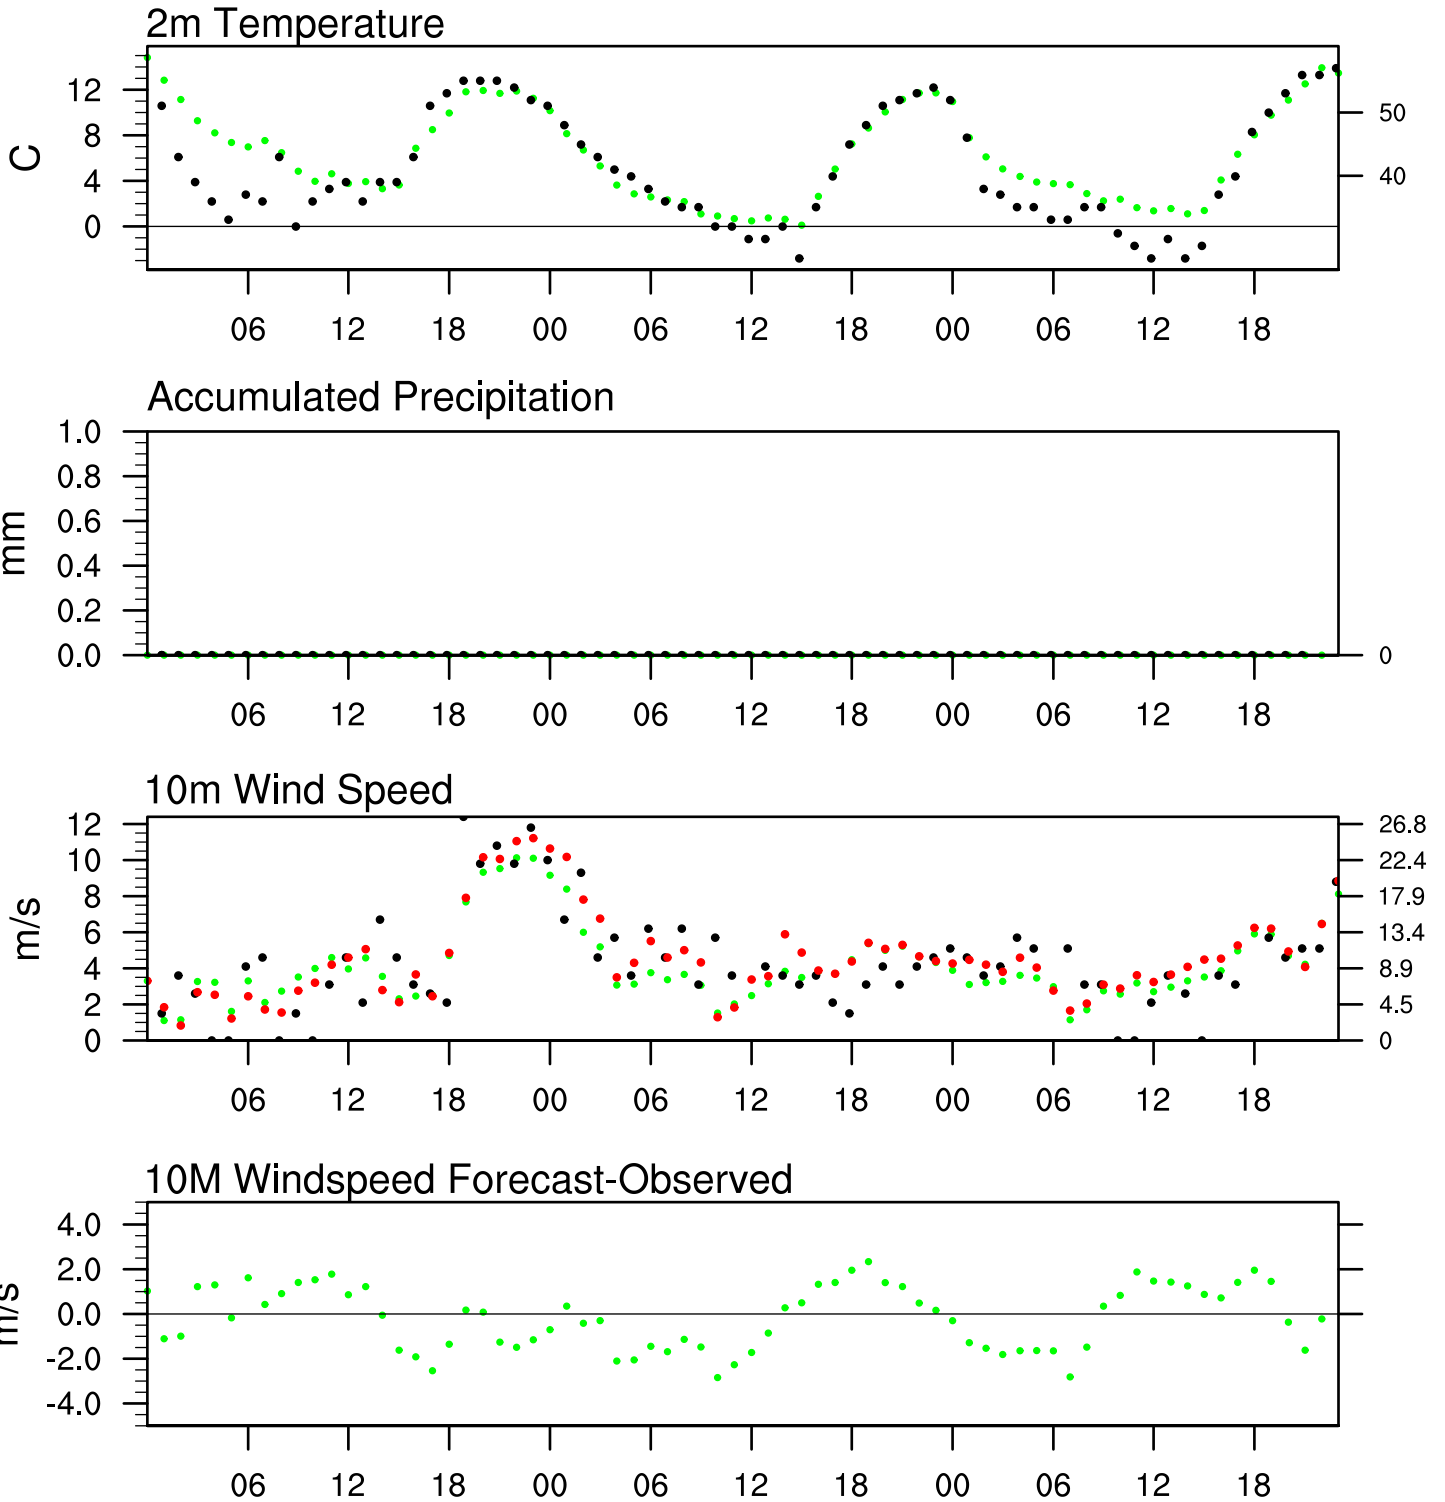 2m Temperature
12
8
4
0
C
50
40
06 12 18 00 06 12 18 00 06 12 18
Accumulated Precipitation
1.0
0.8
0.6
0.4
0.2
0.0
mm
0
06 12 18 00 06 12 18 00 06 12 18
10m Wind Speed
12
10
8
6
4
2
0
m/s
26.8
22.4
17.9
13.4
8.9
4.5
0
06 12 18 00 06 12 18 00 06 12 18
10M Windspeed Forecast-Observed
4.0
2.0
0.0
-2.0
-4.0
m/s
06 12 18 00 06 12 18 00 06 12 18